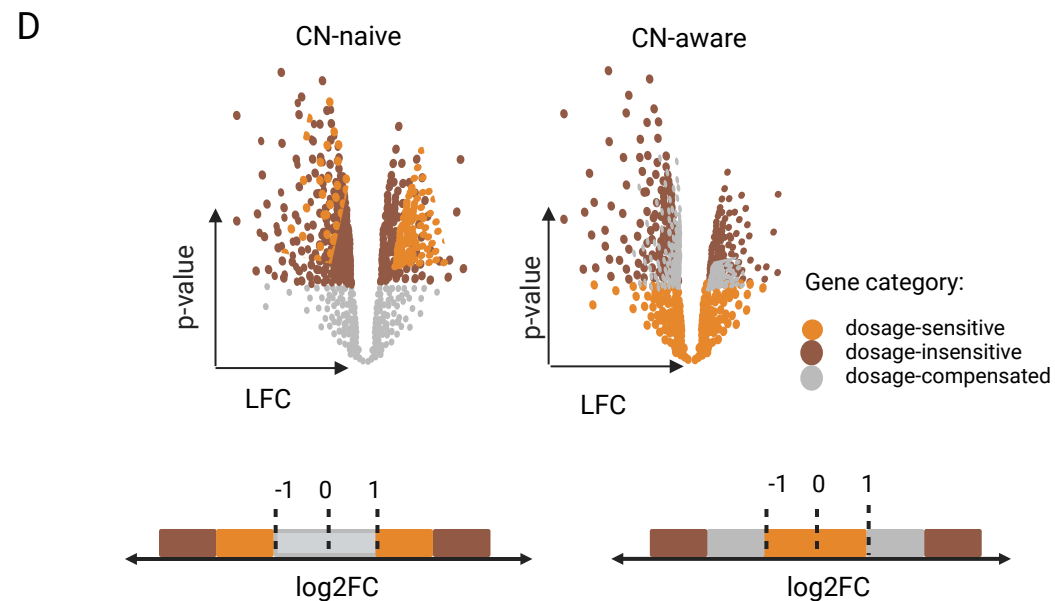 D
CN-naive
CN-aware
p-value
LFC
p-value
LFC
Gene category:
dosage-sensitive
dosage-insensitive
dosage-compensated
-1 0 1
log2FC
-1 0 1
log2FC